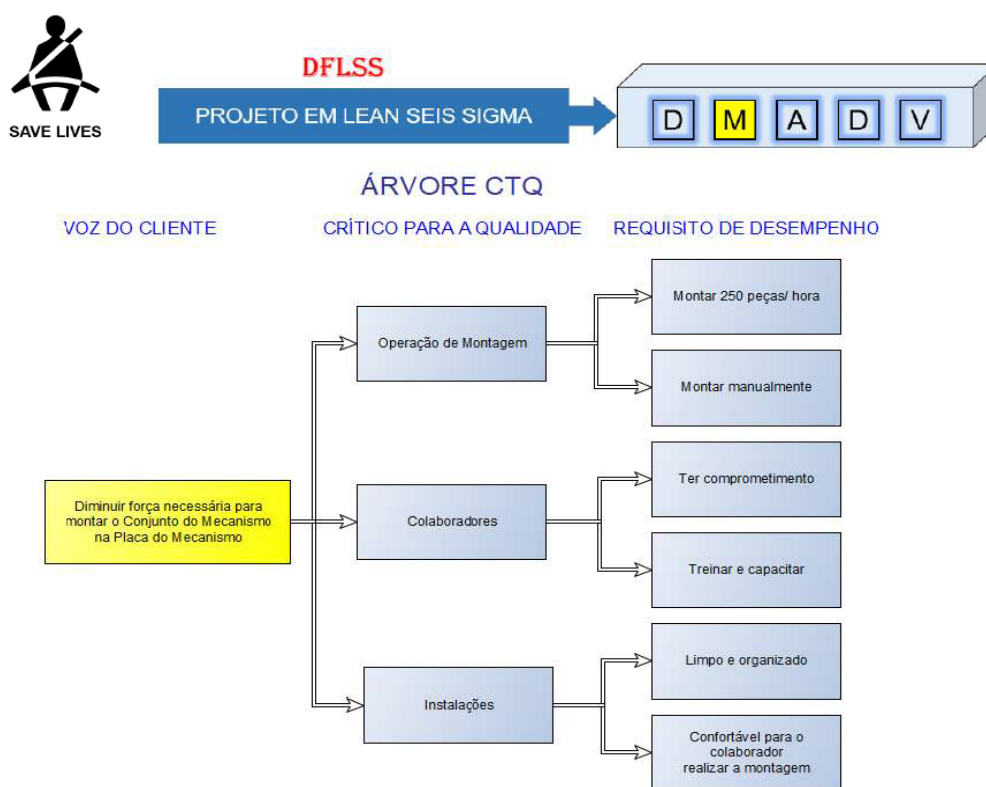 DFLSS
PROJETO EM LEAN SEIS SIGMA
D M A D V
SAVE LIVES
ÁRVORE CTQ
VOZ DO CLIENTE
CRÍTICO PARA A QUALIDADE
REQUISITO DE DESEMPENHO
Diminuir força necessária para
montar o Conjunto do Mecanismo
na Placa do Mecanismo
Operação de Montagem
Montar 250 peças/ hora
Montar manualmente
Colaboradores
Ter comprometimento
Treinar e capacitar
Instalações
Limpo e organizado
Confortável para o
colaborador
realizar a montagem